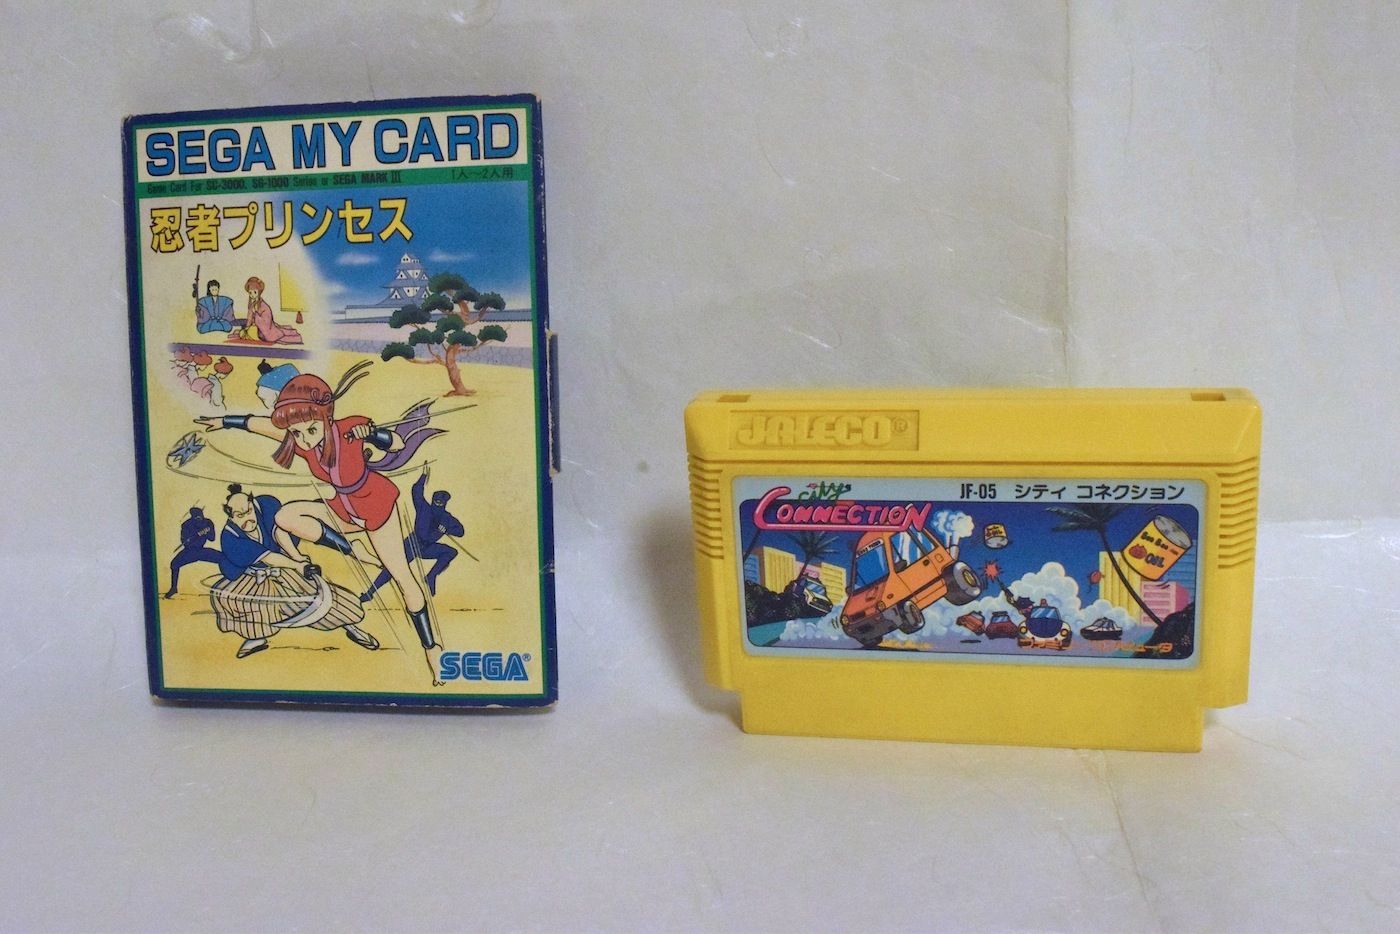 SEGA MY CARD
Game Card For SC-3000, SG-1000 Series or SEGA MARK III
1人〜2人用
忍者プリンセス
SEGA®
JALECO®
City
CONNECTION
JF-05 シティ コネクション
OIL